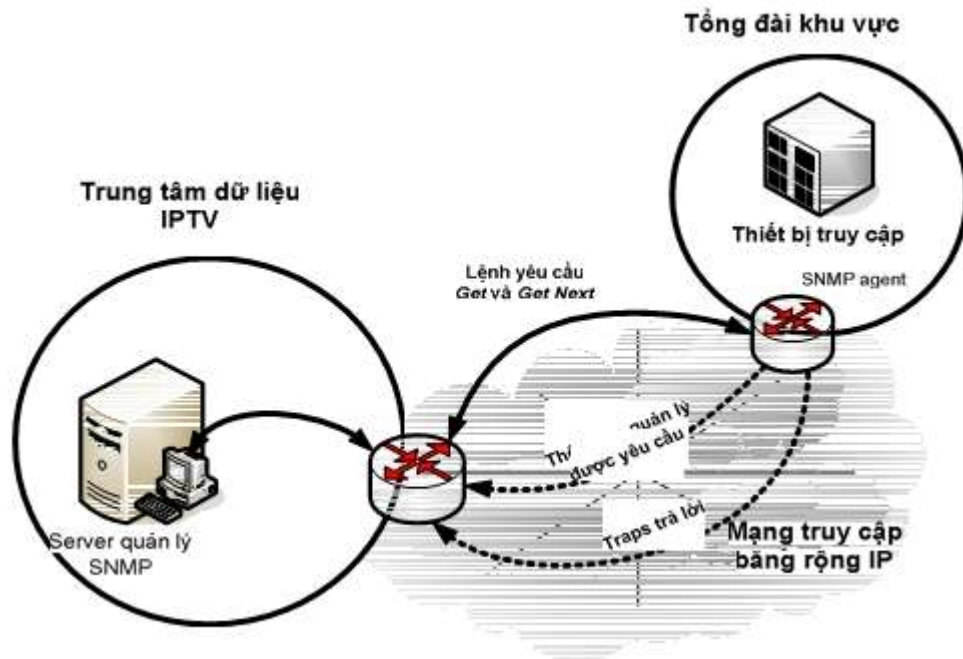 Tổng đài khu vực
Thiết bị truy cập
SNMP agent
Trung tâm dữ liệu
IPTV
Lệnh yêu cầu
Get và Get Next
Server quản lý
SNMP
quản lý
được yêu cầu
Traps trả lời
Mạng truy cập
băng rộng IP